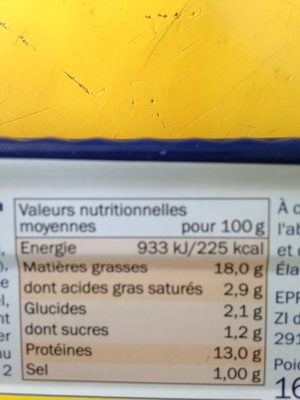 Valeurs nutritionnelles
moyennes pour 100 g
Energie 933 kJ/225 kcal
Matières grasses 18,0 g
dont acides gras saturés 2,9 g
Glucides 2,1 g
dont sucres 1,2 g
Protéines 13,0 g
Sel 1,00 g